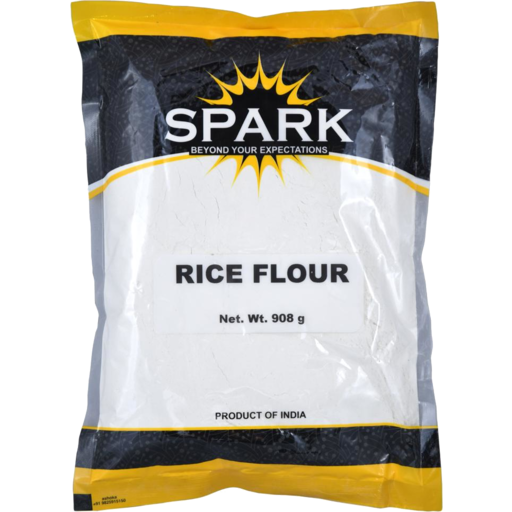 SPARK
BEYOND YOUR EXPECTATIONS
RICE FLOUR
Net. Wt. 908 g
PRODUCT OF INDIA